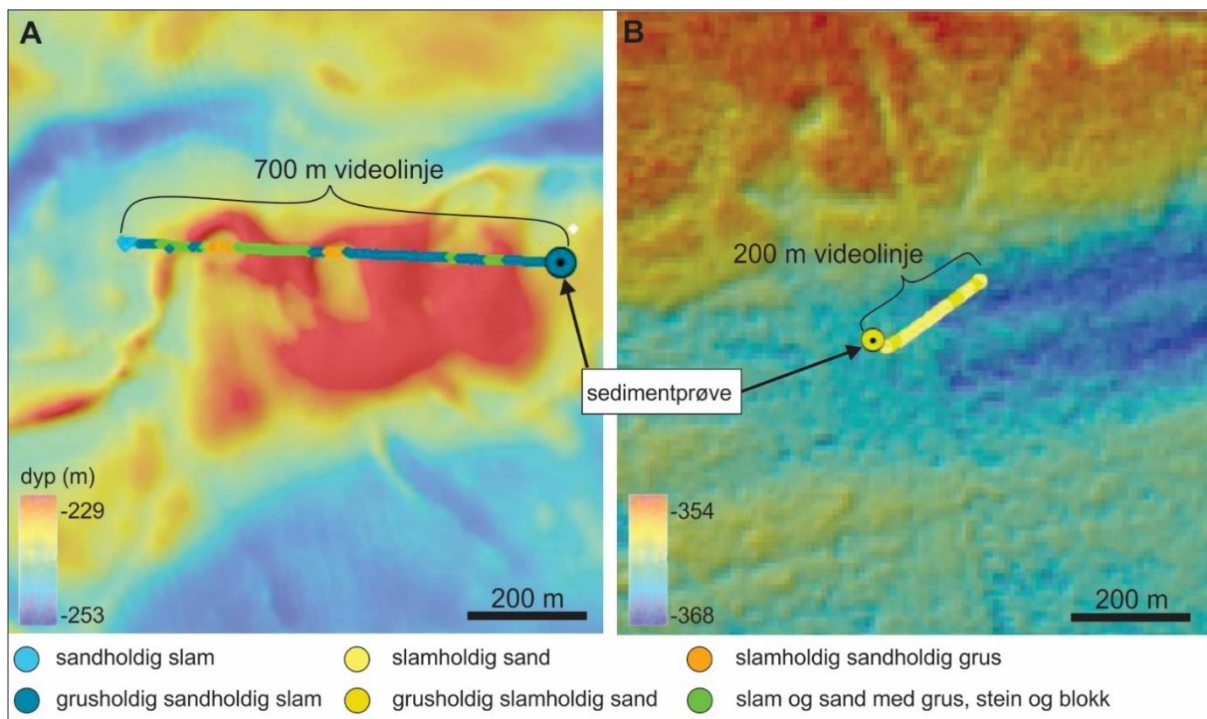 A
B
700 m videolinje
200 m videolinje
sedimentprøve
dyp (m)
-229
-253
200 m
-354
-368
200 m
sandholdig slam
slamholdig sand
slamholdig sandholdig grus
grusholdig sandholdig slam
grusholdig slamholdig sand
slam og sand med grus, stein og blokk